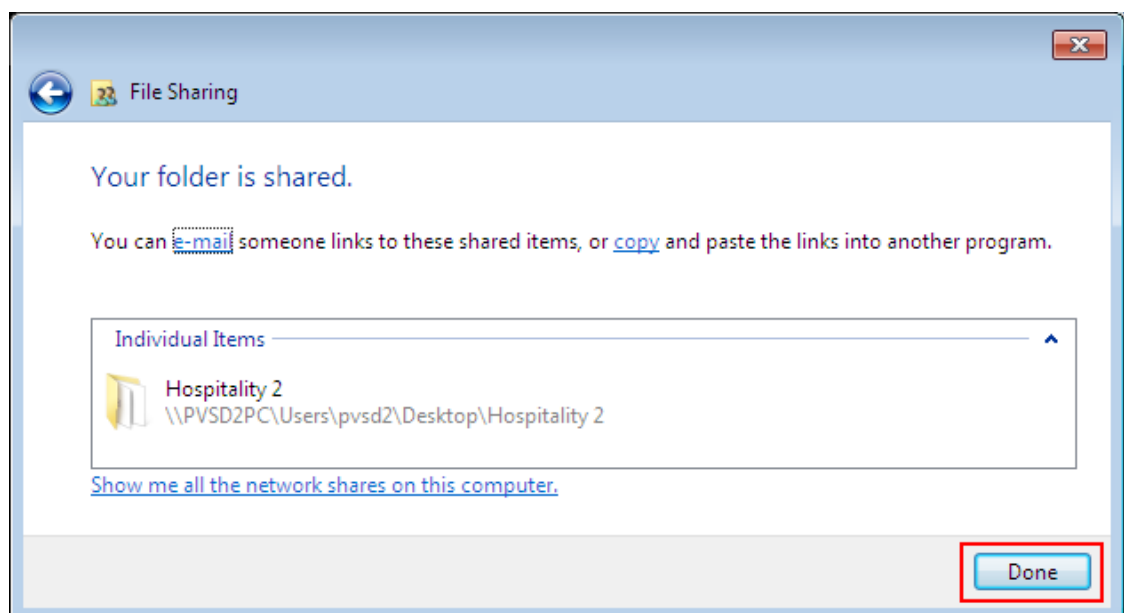 File Sharing
Your folder is shared.
You can e-mail someone links to these shared items, or copy and paste the links into another program.
Individual Items
Hospitality 2
\\PVSD2PC\Users\pvsd2\Desktop\Hospitality 2
Show me all the network shares on this computer.
Done